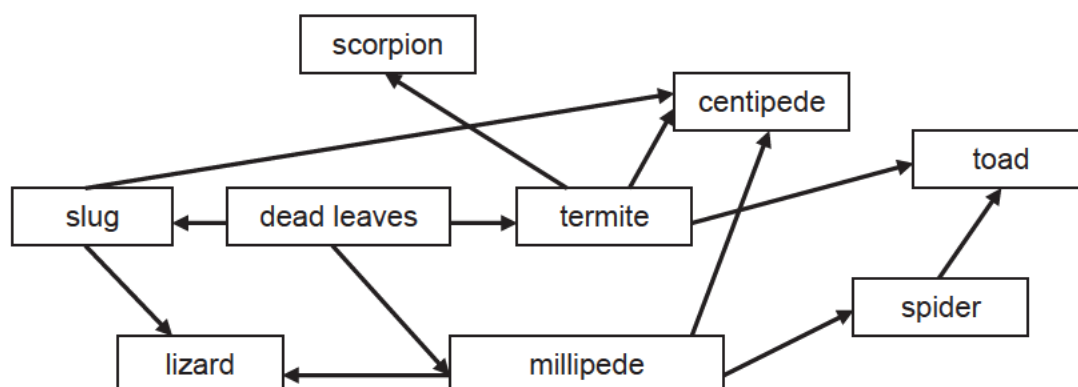 scorpion
centipede
toad
slug
dead leaves
termite
spider
lizard
millipede